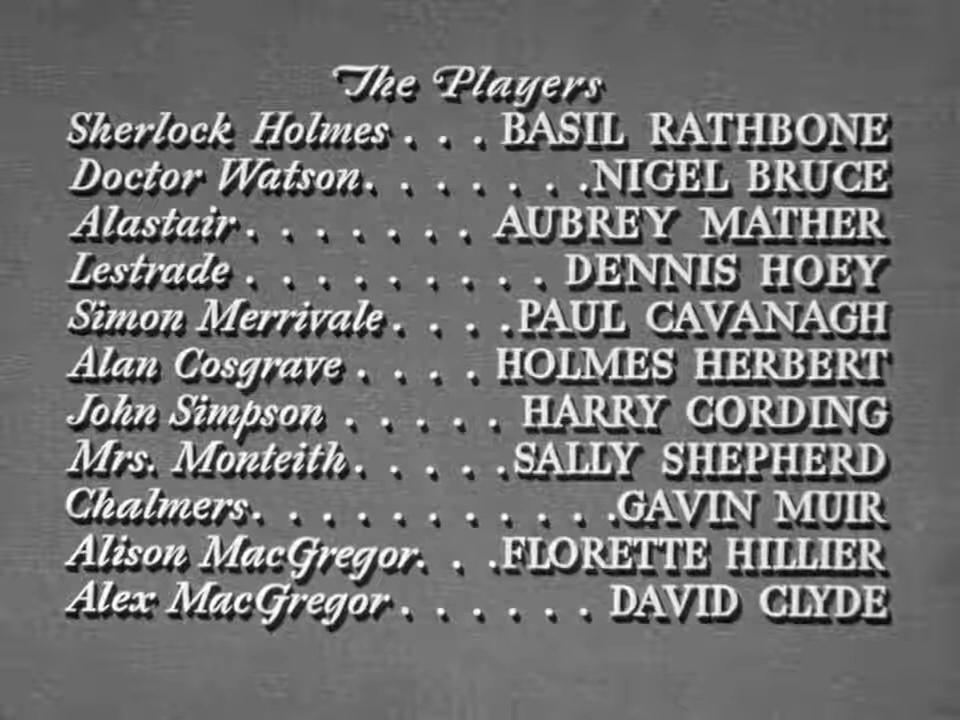 The Players
Sherlock Holmes . . . BASIL RATHBONE
Doctor Watson. . . . . . .NIGEL BRUCE
Alastair. . . . . . . AUBREY MATHER
Lestrade . . . . . . . . . DENNIS HOEY
Simon Merrivale. . . .PAUL CAVANAGH
Alan Cosgrave . . . . HOLMES HERBERT
John Simpson . . . . . HARRY CORDING
Mrs. Monteith. . . . .SALLY SHEPHERD
Chalmers. . . . . . . . . . .GAVIN MUIR
Alison MacGregor. . .FLORETTE HILLIER
Alex MacGregor. . . . . . DAVID CLYDE